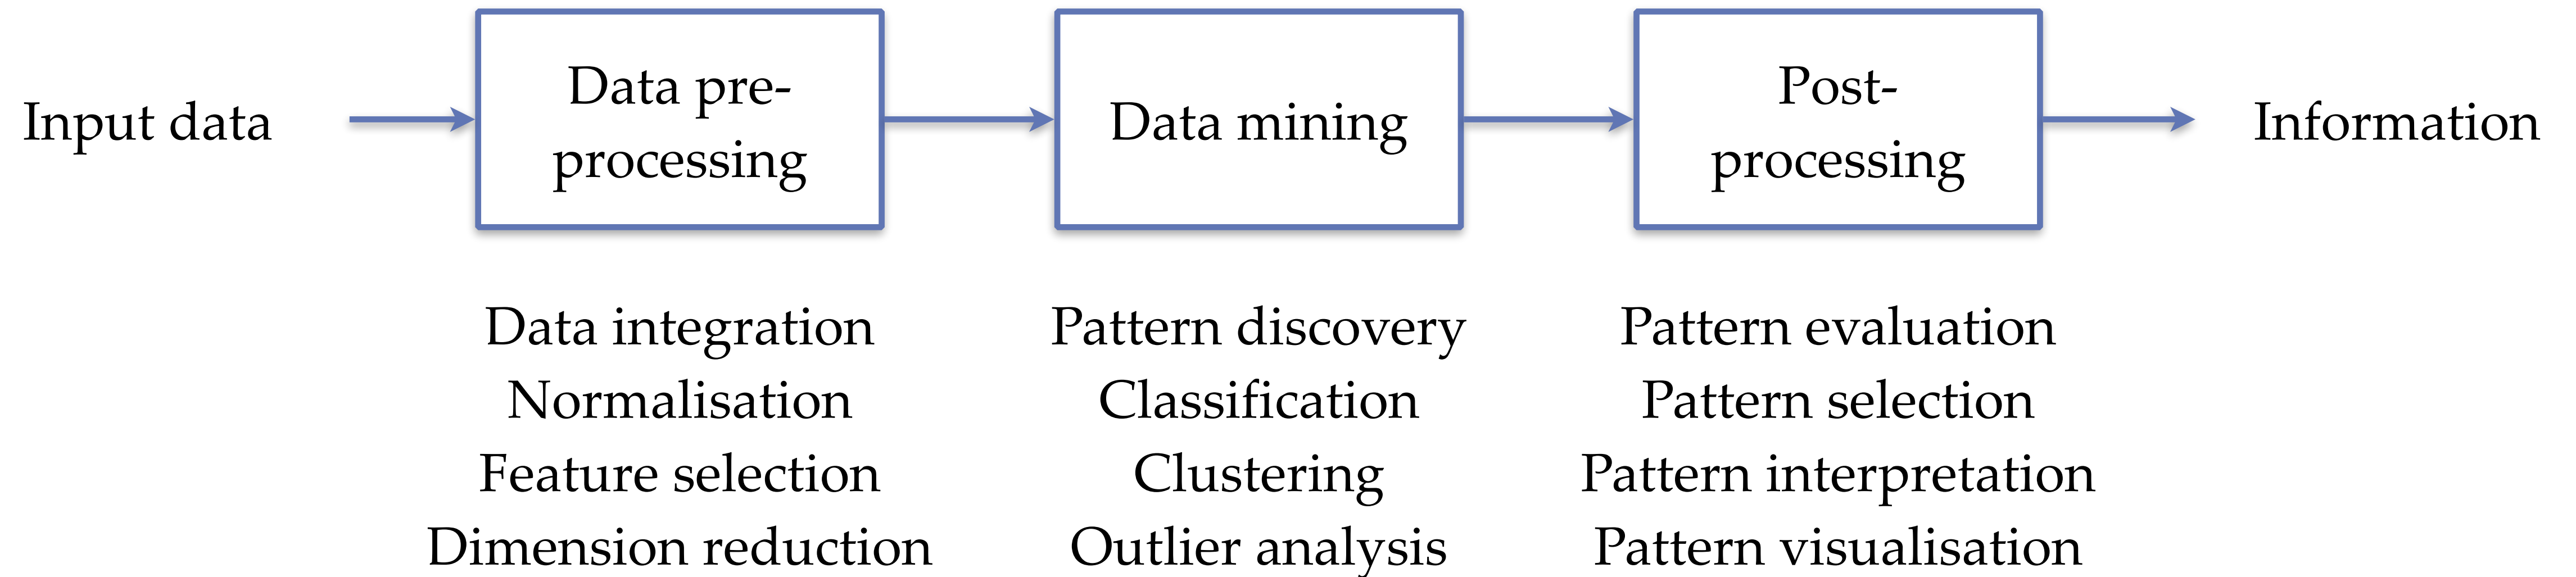 Input data
Data pre-
processing
Data mining
Post-
processing
Information
Data integration
Normalisation
Feature selection
Dimension reduction
Pattern discovery
Classification
Clustering
Outlier analysis
Pattern evaluation
Pattern selection
Pattern interpretation
Pattern visualisation